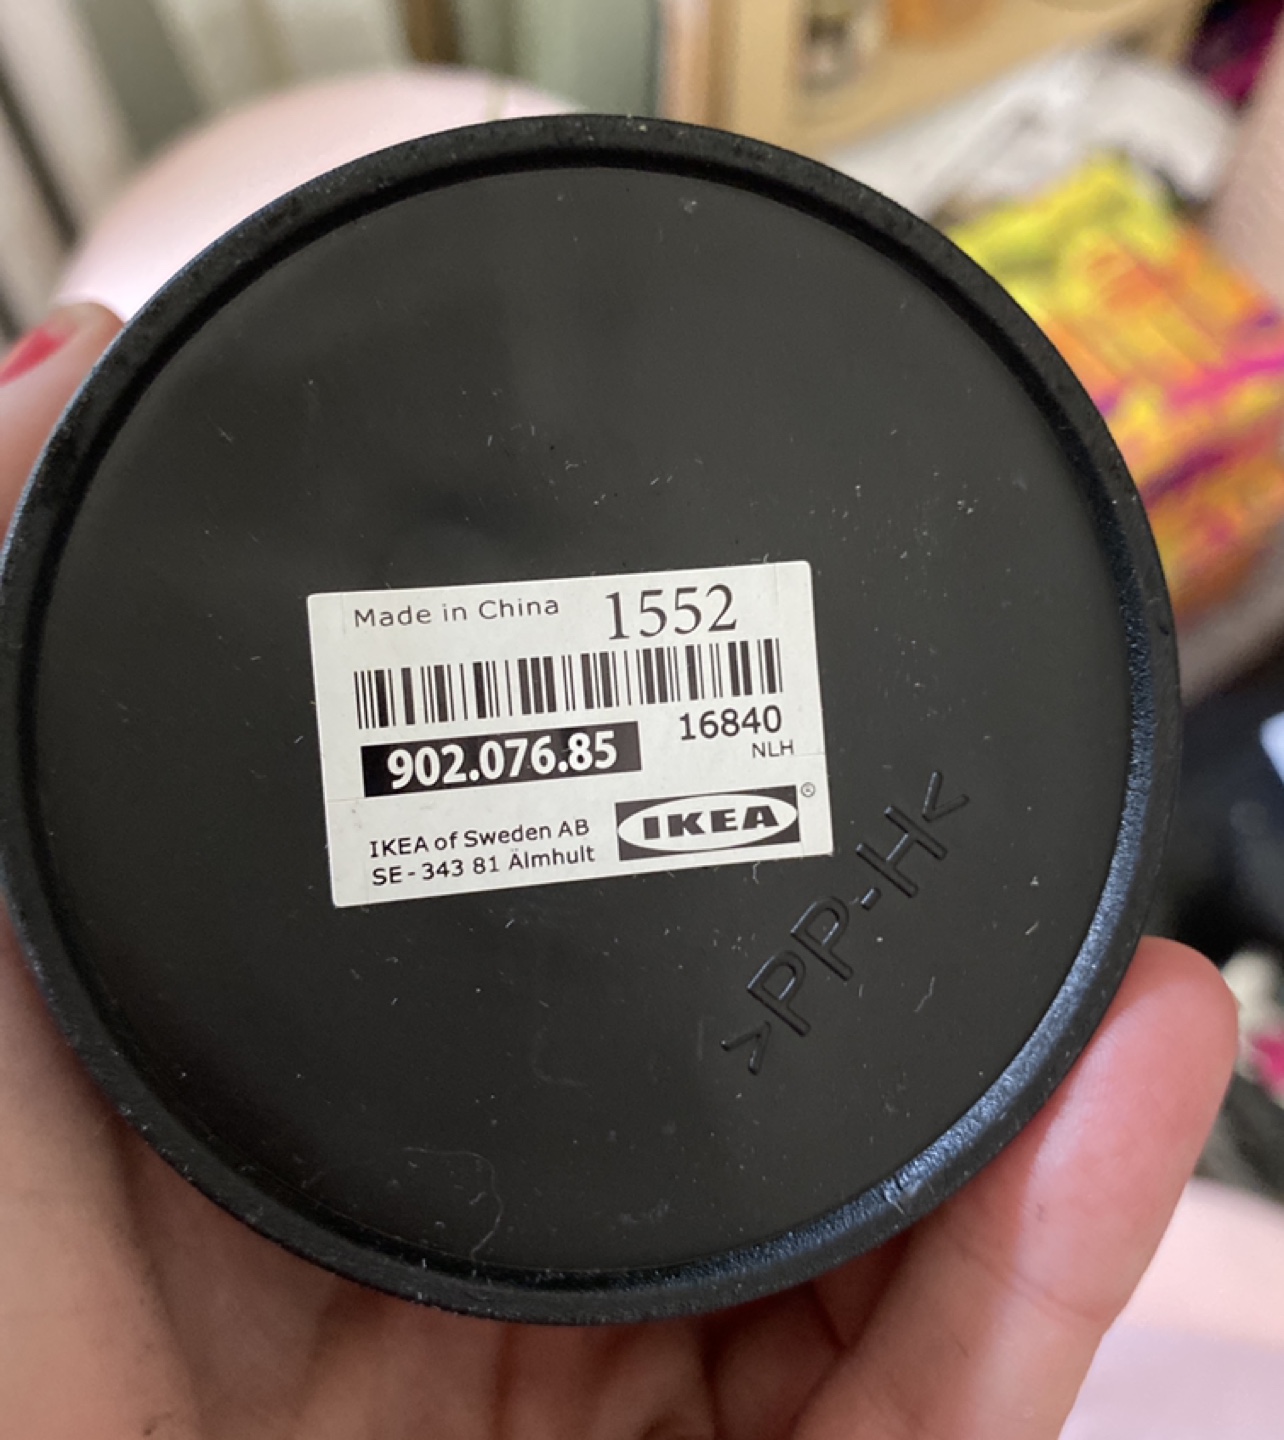 Made in China 1552
902.076.85 16840
NLH
IKEA of Sweden AB
SE-343 81 Älmhult
IKEA®
>PP-H<